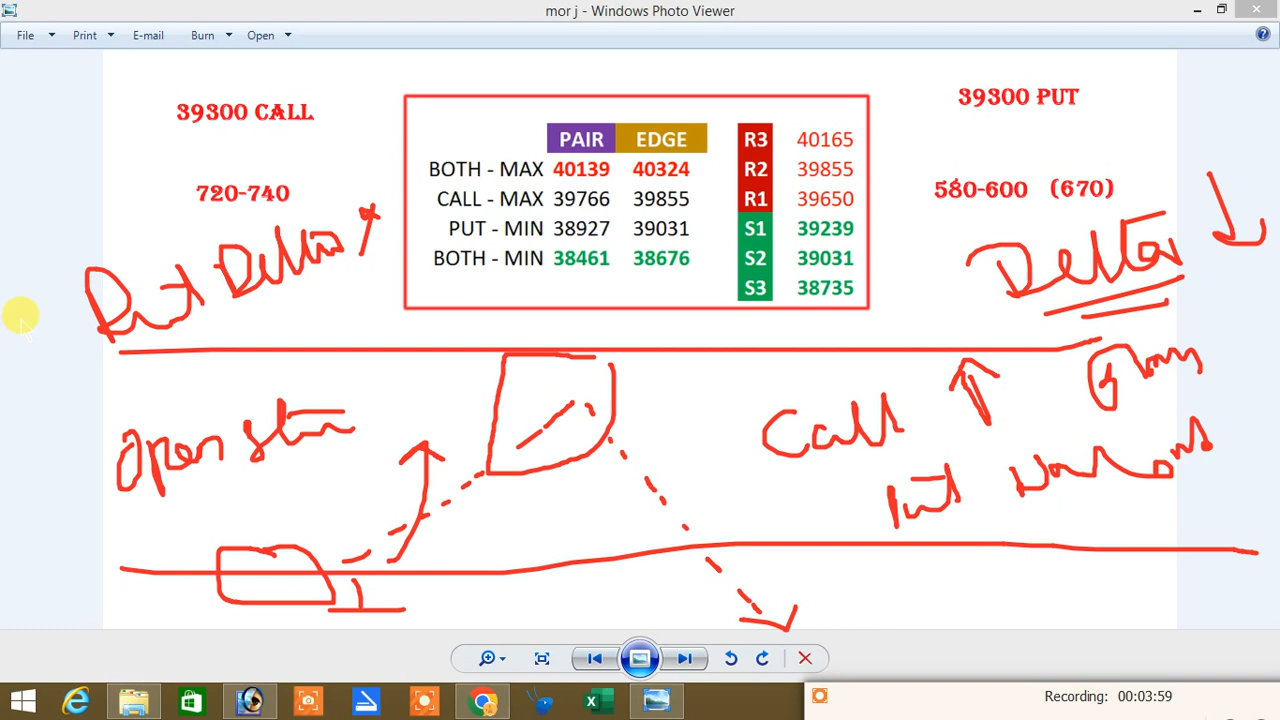 mor j - Windows Photo Viewer
File Print E-mail Burn Open
39300 CALL
720-740
39300 PUT
580-600 (670)
PAIR EDGE
BOTH - MAX 40139 40324
CALL - MAX 39766 39855
PUT - MIN 38927 39031
BOTH - MIN 38461 38676
R3 40165
R2 39855
R1 39650
S1 39239
S2 39031
S3 38735
Put Delta
Delta
Open
Call
Put
Recording: 00:03:59